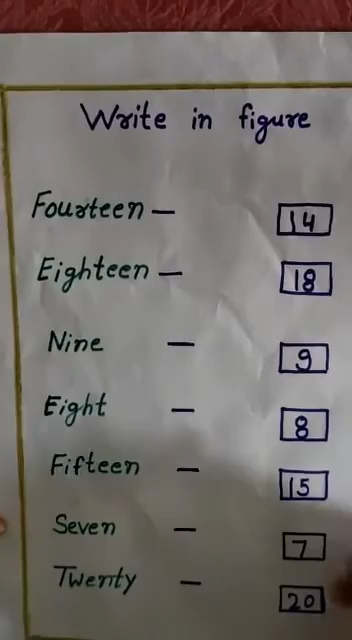 Write in figure
Fourteen — 14
Eighteen — 18
Nine — 9
Eight — 8
Fifteen — 15
Seven — 7
Twenty — 20